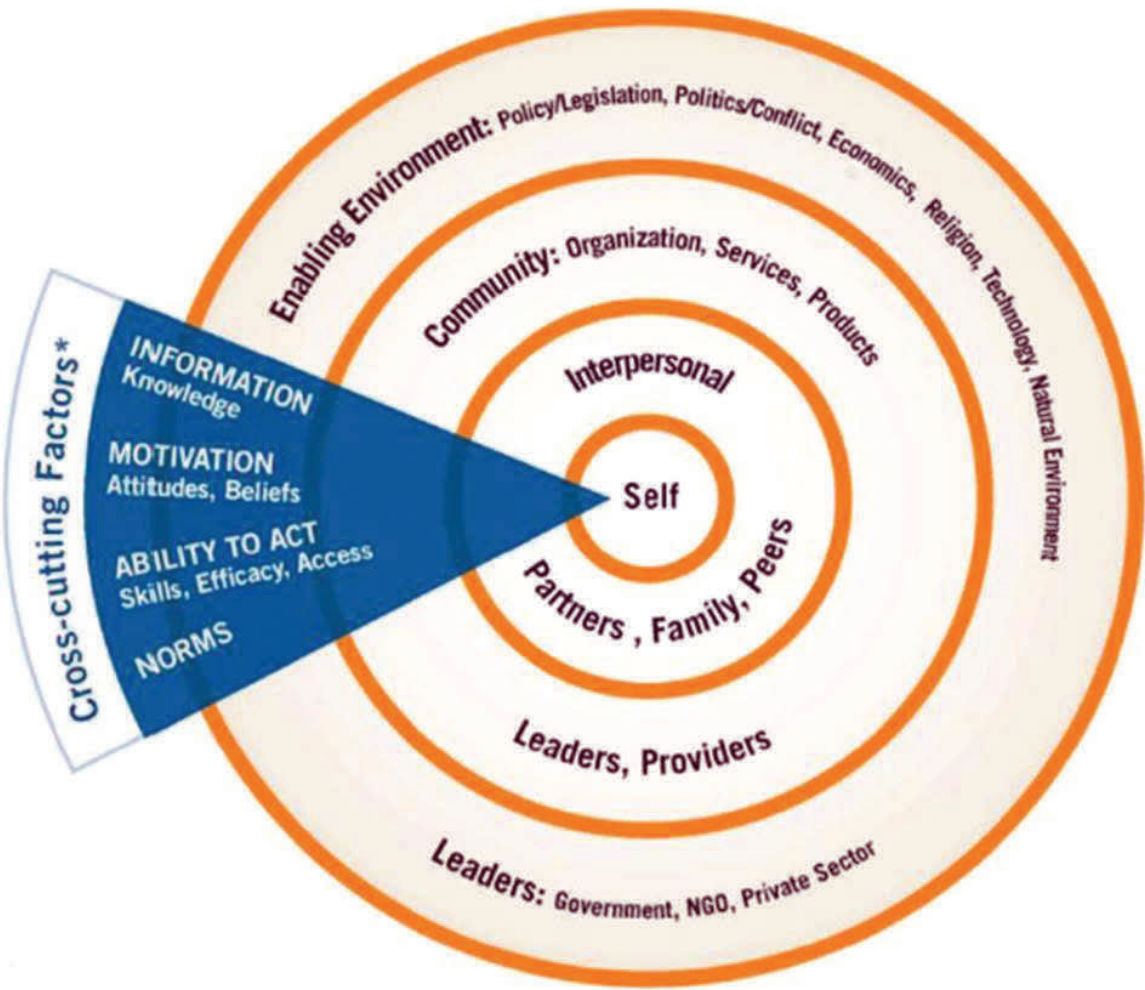 Enabling Environment: Policy/Legislation, Politics/Conflict, Economics, Religion, Technology, Natural Environment
Community: Organization, Services, Products
Interpersonal
Self
Partners , Family, Peers
Leaders, Providers
Leaders: Government, NGO, Private Sector
Cross-cutting Factors*
INFORMATION
Knowledge
MOTIVATION
Attitudes, Beliefs
ABILITY TO ACT
Skills, Efficacy, Access
NORMS